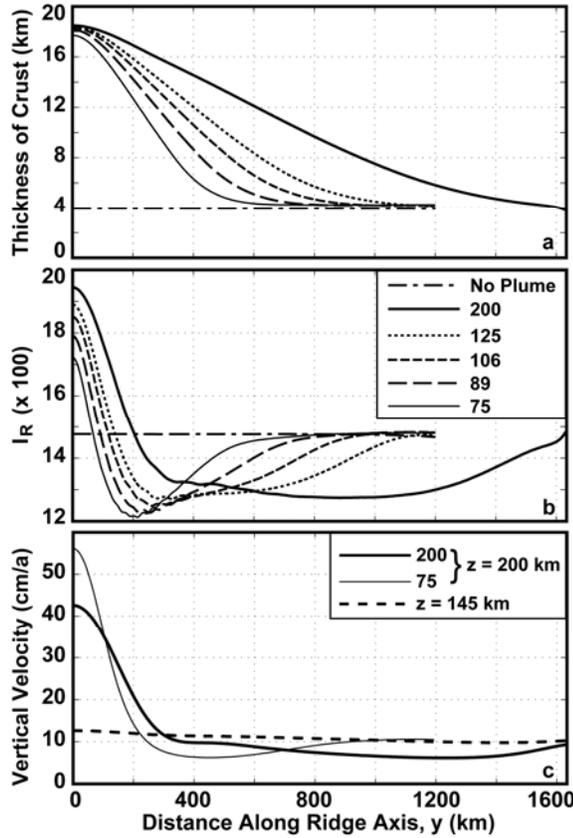 20
16
12
8
4
0
Thickness of Crust (km)
a
20
18
16
14
12
I_R (x 100)
No Plume
200
125
106
89
75
b
50
40
30
20
10
0
Vertical Velocity (cm/a)
200
75
} z = 200 km
z = 145 km
c
0 400 800 1200 1600
Distance Along Ridge Axis, y (km)